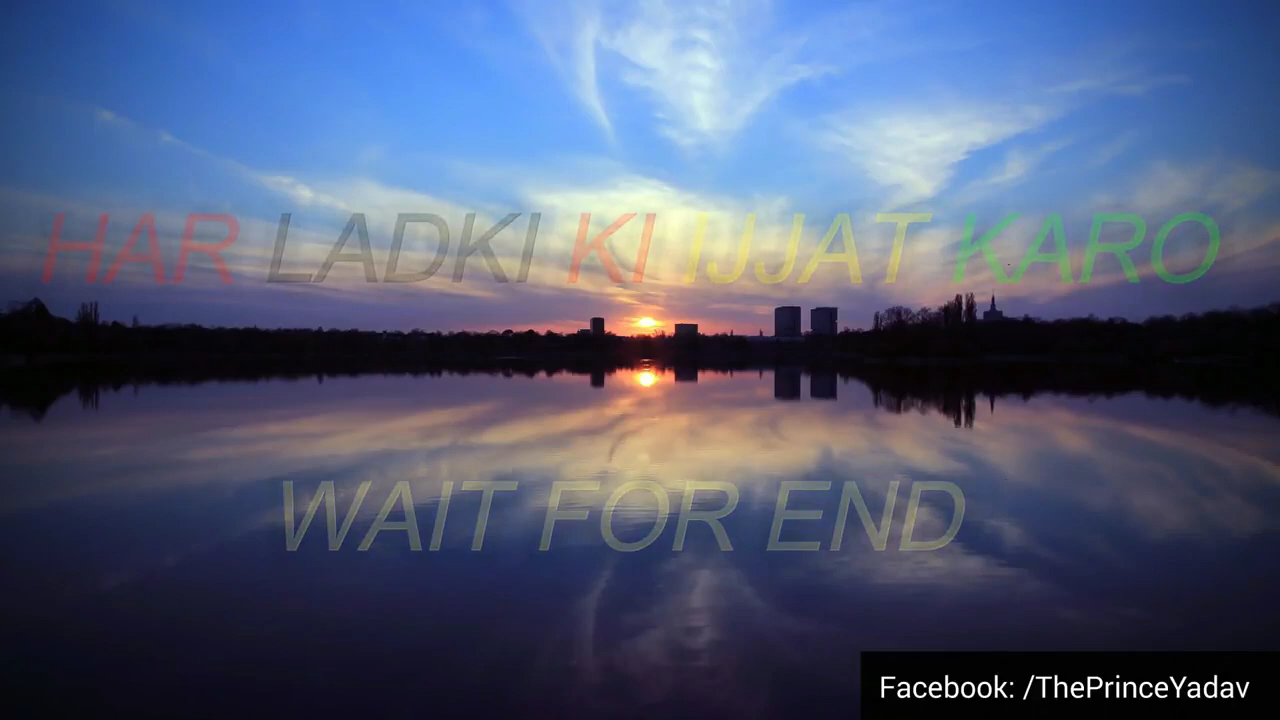 HAR LADKI KI IJJAT KARO
WAIT FOR END
Facebook: /ThePrinceYadav